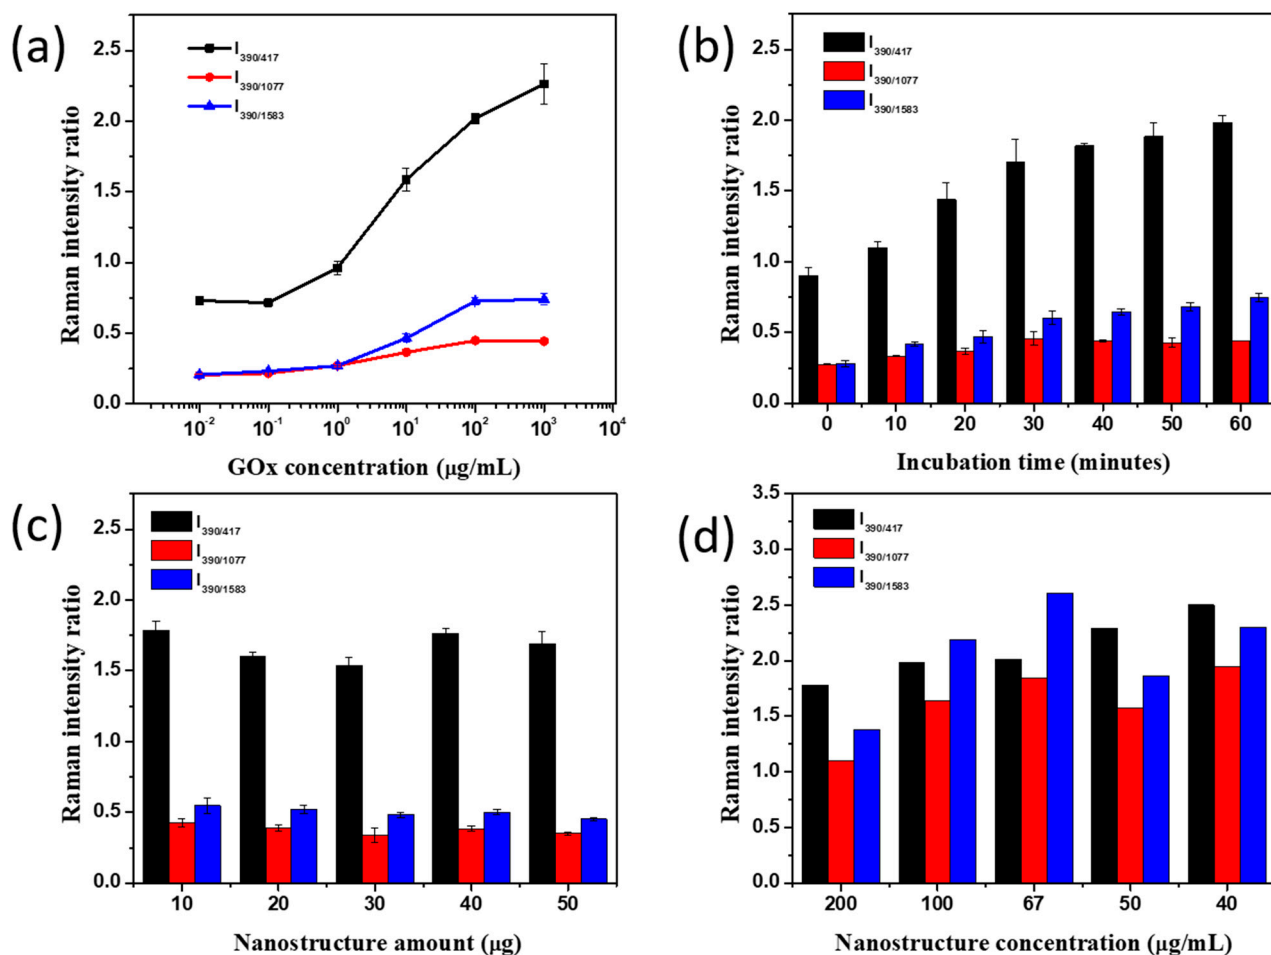 (a)
2.5
2.0
1.5
1.0
0.5
0.0
Raman intensity ratio
I390/417
I390/1077
I390/1583
10-2 10-1 100 101 102 103 104
GOx concentration (μg/mL)
(b)
2.5
2.0
1.5
1.0
0.5
0.0
Raman intensity ratio
I390/417
I390/1077
I390/1583
0 10 20 30 40 50 60
Incubation time (minutes)
(c)
2.5
2.0
1.5
1.0
0.5
0.0
Raman intensity ratio
I390/417
I390/1077
I390/1583
10 20 30 40 50
Nanostructure amount (μg)
(d)
3.5
3.0
2.5
2.0
1.5
1.0
0.5
0.0
Raman intensity ratio
I390/417
I390/1077
I390/1583
200 100 67 50 40
Nanostructure concentration (μg/mL)